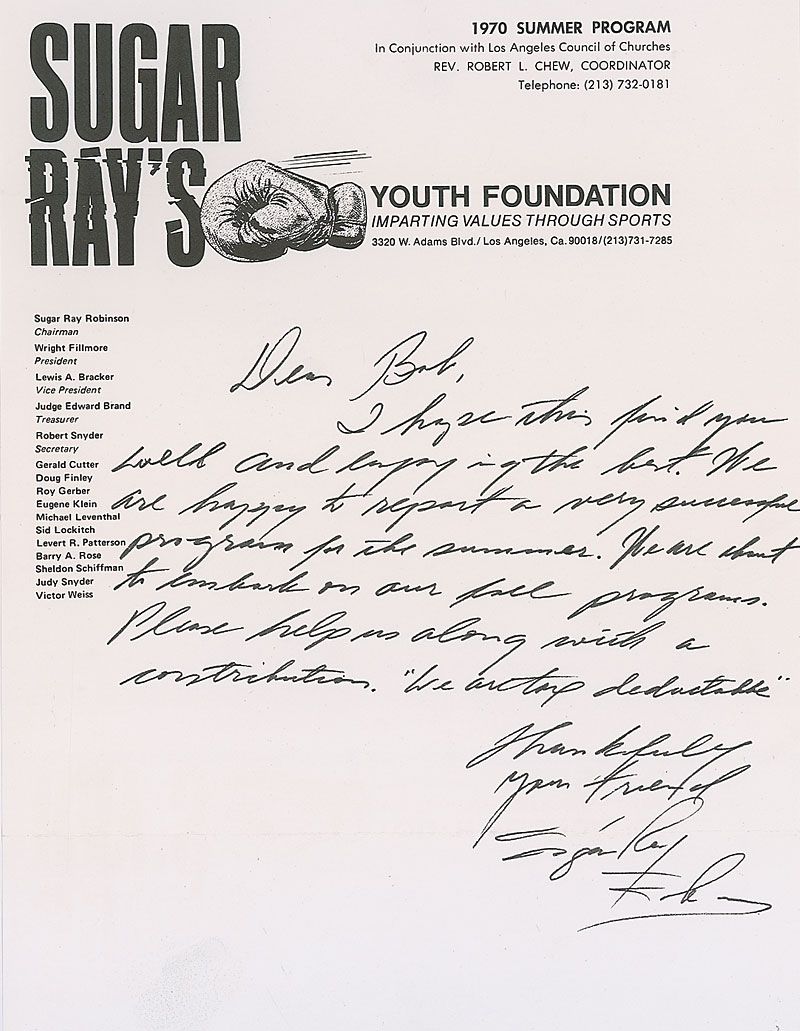 SUGAR
RAY'S
1970 SUMMER PROGRAM
In Conjunction with Los Angeles Council of Churches
REV. ROBERT L. CHEW, COORDINATOR
Telephone: (213) 732-0181
YOUTH FOUNDATION
IMPARTING VALUES THROUGH SPORTS
3320 W. Adams Blvd./ Los Angeles, Ca. 90018/(213)731-7285
Sugar Ray Robinson
Chairman
Wright Fillmore
President
Lewis A. Bracker
Vice President
Judge Edward Brand
Treasurer
Robert Snyder
Secretary
Gerald Cutter
Doug Finley
Roy Gerber
Eugene Klein
Michael Leventhal
Sid Lockitch
Levert R. Patterson
Barry A. Rose
Sheldon Schiffman
Judy Snyder
Victor Weiss
Dear Bob,
I hope this find you
well and enjoying the best. We
are happy to report a very successful
program for the summer. We are about
to embark on our fall programs.
Please help us along with a
contribution. "We are tax deductable"
Thankfully
Your friend
Sugar Ray
Rob